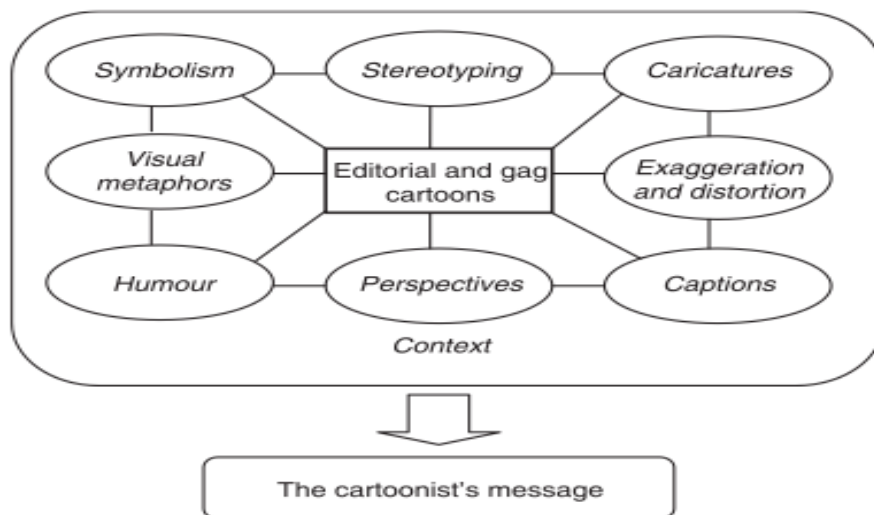 Symbolism
Stereotyping
Caricatures
Visual
metaphors
Editorial and gag
cartoons
Exaggeration
and distortion
Humour
Perspectives
Captions
Context
The cartoonist's message